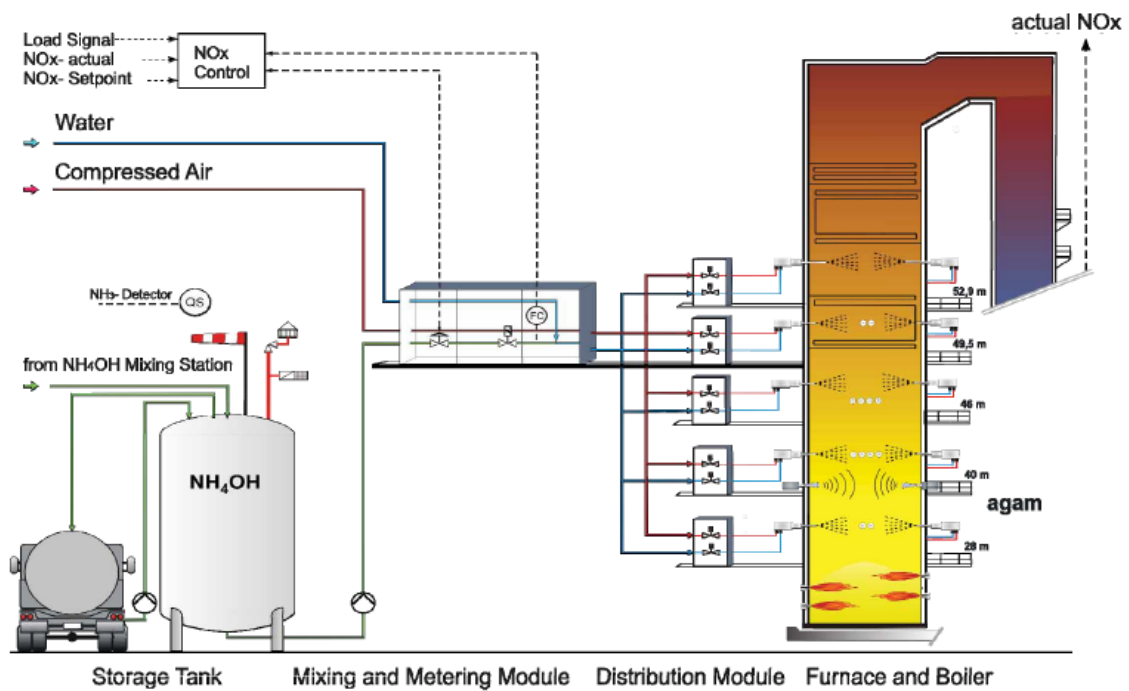 actual NOx
Load Signal
NOx- actual
NOx- Setpoint
NOx
Control
Water
Compressed Air
NH₃- Detector
QS
FC
from NH₄OH Mixing Station
NH₄OH
52,9 m
49,5 m
46 m
40 m
agam
28 m
Storage Tank
Mixing and Metering Module
Distribution Module
Furnace and Boiler